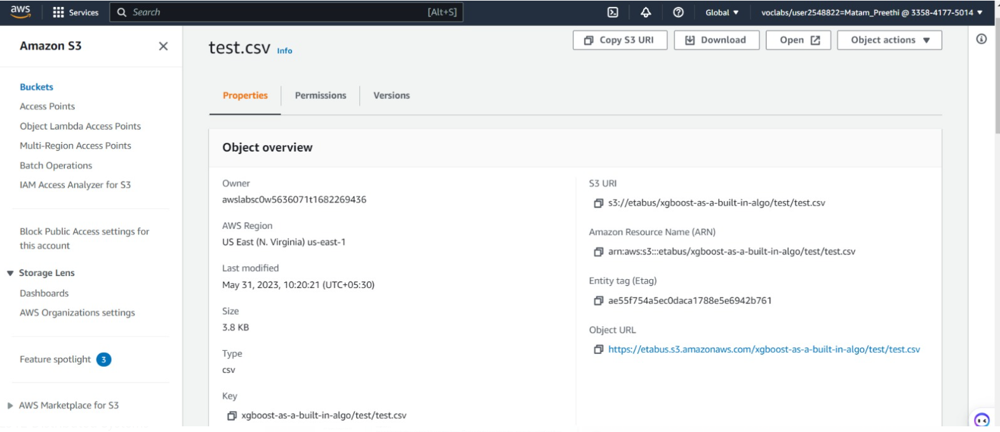 aws
Services
Search
[Alt+S]
Global
voclabs/user2548822=Matam_Preethi @ 3358-4177-5014
Amazon S3
Buckets
Access Points
Object Lambda Access Points
Multi-Region Access Points
Batch Operations
IAM Access Analyzer for S3
Block Public Access settings for
this account
Storage Lens
Dashboards
AWS Organizations settings
Feature spotlight 3
AWS Marketplace for S3
test.csv Info
Copy S3 URI
Download
Open
Object actions
Properties
Permissions
Versions
Object overview
Owner
awslabsc0w5636071t1682269436
AWS Region
US East (N. Virginia) us-east-1
Last modified
May 31, 2023, 10:20:21 (UTC+05:30)
Size
3.8 KB
Type
csv
Key
xgboost-as-a-built-in-algo/test/test.csv
S3 URI
s3://etabus/xgboost-as-a-built-in-algo/test/test.csv
Amazon Resource Name (ARN)
arn:aws:s3:::etabus/xgboost-as-a-built-in-algo/test/test.csv
Entity tag (Etag)
ae55f754a5ec0daca1788e5e6942b761
Object URL
https://etabus.s3.amazonaws.com/xgboost-as-a-built-in-algo/test/test.csv